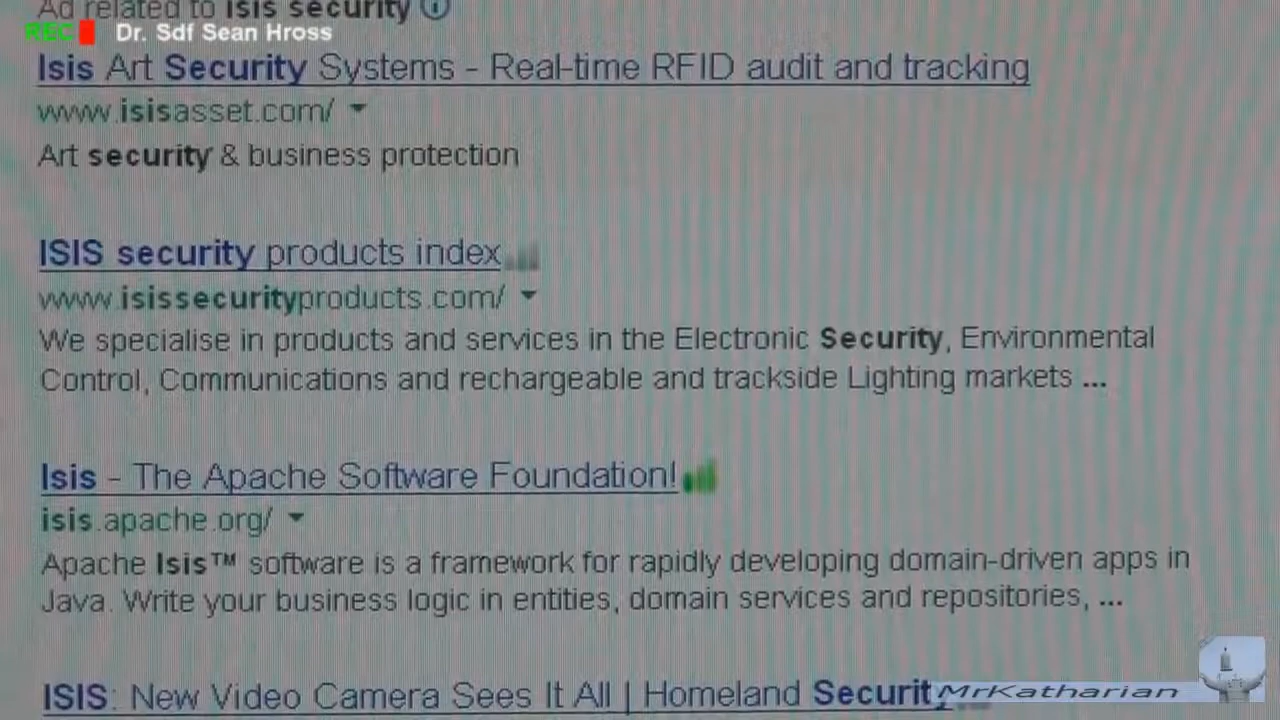 Ad related to isis security
REC Dr. Sdf Sean Hross
Isis Art Security Systems - Real-time RFID audit and tracking
www.isisasset.com/
Art security & business protection
ISIS security products index
www.isissecurityproducts.com/
We specialise in products and services in the Electronic Security, Environmental
Control, Communications and rechargeable and trackside Lighting markets ...
Isis - The Apache Software Foundation!
isis.apache.org/
Apache Isis™ software is a framework for rapidly developing domain-driven apps in
Java. Write your business logic in entities, domain services and repositories, ...
ISIS: New Video Camera Sees It All | Homeland Security
MrKatharian